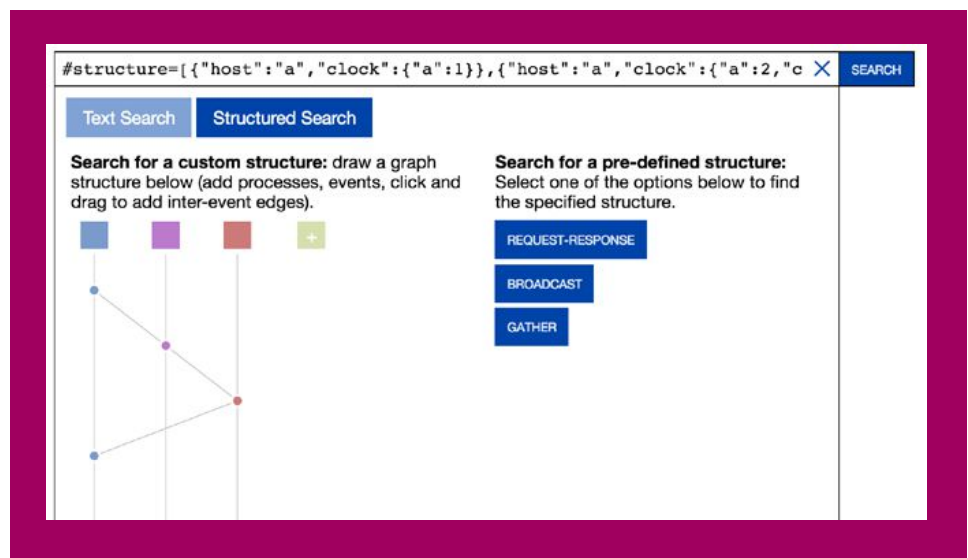 #structure=[{"host":"a","clock":{"a":1}},{"host":"a","clock":{"a":2,"c
SEARCH
Text Search
Structured Search
Search for a custom structure: draw a graph
structure below (add processes, events, click and
drag to add inter-event edges).
+
Search for a pre-defined structure:
Select one of the options below to find
the specified structure.
REQUEST-RESPONSE
BROADCAST
GATHER